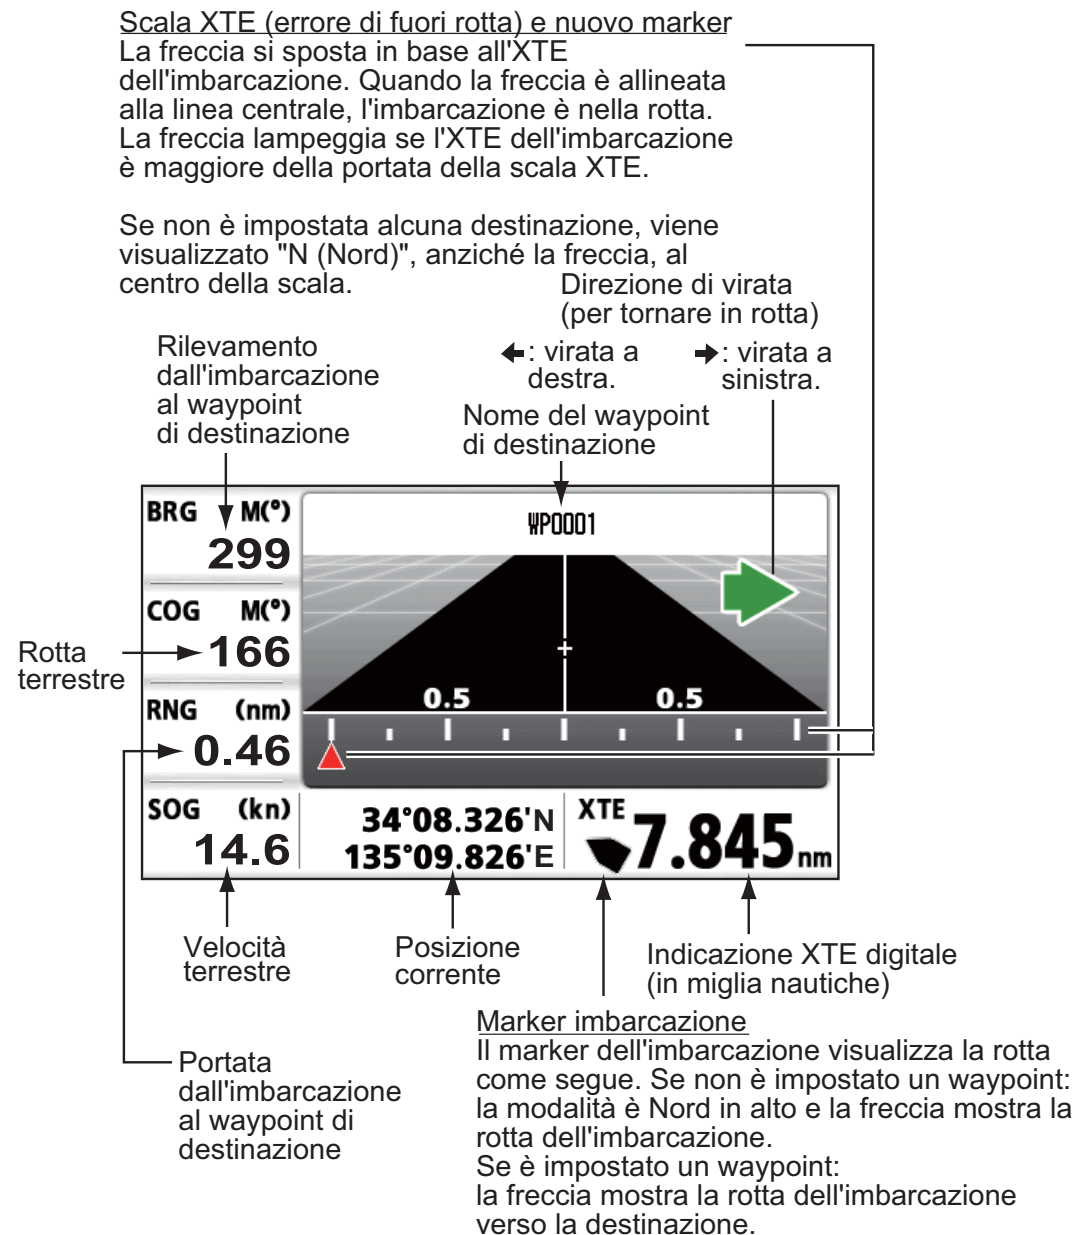 Scala XTE (errore di fuori rotta) e nuovo marker
La freccia si sposta in base all'XTE
dell'imbarcazione. Quando la freccia è allineata
alla linea centrale, l'imbarcazione è nella rotta.
La freccia lampeggia se l'XTE dell'imbarcazione
è maggiore della portata della scala XTE.
Se non è impostata alcuna destinazione, viene
visualizzato "N (Nord)", anziché la freccia, al
centro della scala.
Direzione di virata
(per tornare in rotta)
←: virata a
destra.
→: virata a
sinistra.
Rilevamento
dall'imbarcazione
al waypoint
di destinazione
Nome del waypoint
di destinazione
BRG M(°)
299
WP0001
COG M(°)
166
Rotta
terrestre
RNG (nm)
0.46
0.5 0.5
SOG (kn)
14.6
34°08.326'N
135°09.826'E
XTE
7.845 nm
Velocità
terrestre
Posizione
corrente
Indicazione XTE digitale
(in miglia nautiche)
Portata
dall'imbarcazione
al waypoint di
destinazione
Marker imbarcazione
Il marker dell'imbarcazione visualizza la rotta
come segue. Se non è impostato un waypoint:
la modalità è Nord in alto e la freccia mostra la
rotta dell'imbarcazione.
Se è impostato un waypoint:
la freccia mostra la rotta dell'imbarcazione
verso la destinazione.